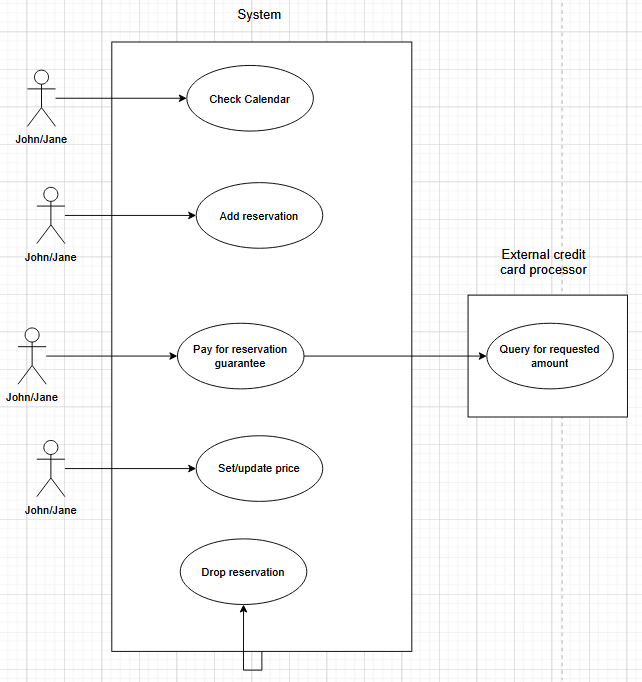 System
Check Calendar
John/Jane
Add reservation
John/Jane
External credit
card processor
Pay for reservation
guarantee
Query for requested
amount
John/Jane
Set/update price
John/Jane
Drop reservation